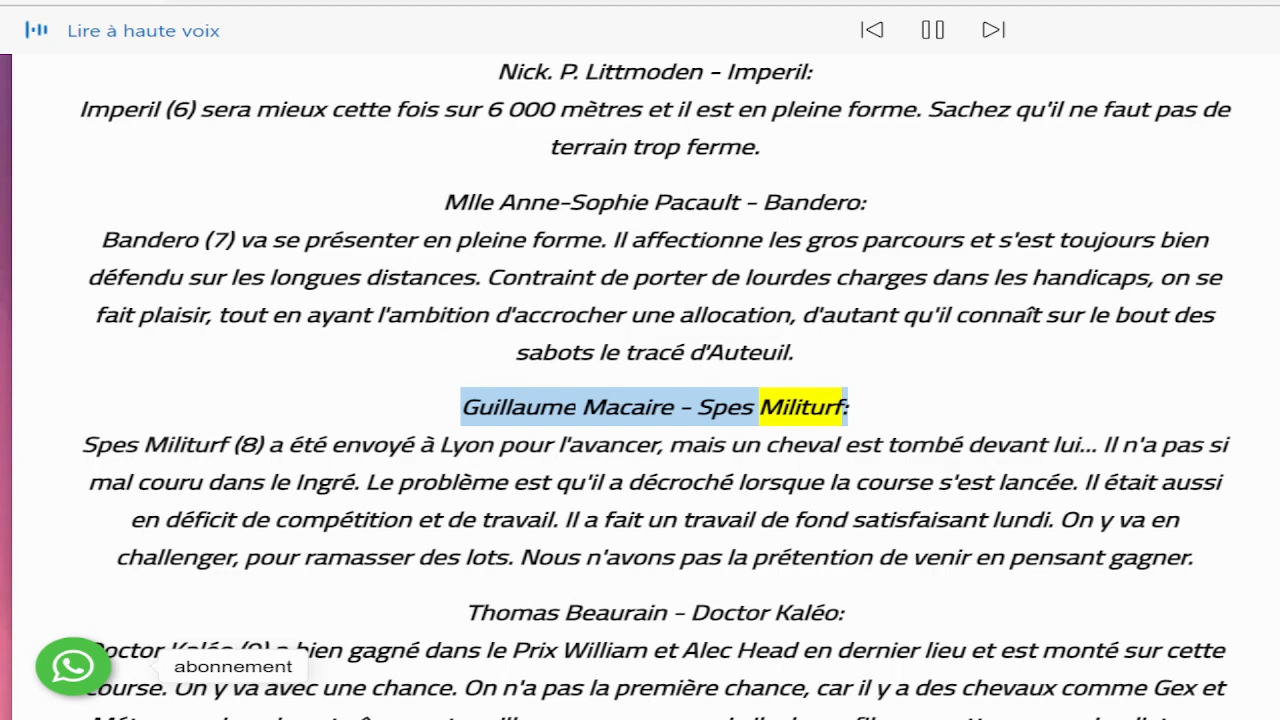 Lire à haute voix
Nick. P. Littmoden - Imperil:
Imperil (6) sera mieux cette fois sur 6 000 mètres et il est en pleine forme. Sachez qu'il ne faut pas de
terrain trop ferme.
Mlle Anne-Sophie Pacault - Bandero:
Bandero (7) va se présenter en pleine forme. Il affectionne les gros parcours et s'est toujours bien
défendu sur les longues distances. Contraint de porter de lourdes charges dans les handicaps, on se
fait plaisir, tout en ayant l'ambition d'accrocher une allocation, d'autant qu'il connaît sur le bout des
sabots le tracé d'Auteuil.
Guillaume Macaire - Spes Militurf:
Spes Militurf (8) a été envoyé à Lyon pour l'avancer, mais un cheval est tombé devant lui... Il n'a pas si
mal couru dans le Ingré. Le problème est qu'il a décroché lorsque la course s'est lancée. Il était aussi
en déficit de compétition et de travail. Il a fait un travail de fond satisfaisant lundi. On y va en
challenger, pour ramasser des lots. Nous n'avons pas la prétention de venir en pensant gagner.
Thomas Beaurain - Doctor Kaléo:
Doctor Kaléo (9) a bien gagné dans le Prix William et Alec Head en dernier lieu et est monté sur cette
abonnement
course. On y va avec une chance. On n'a pas la première chance, car il y a des chevaux comme Gex et